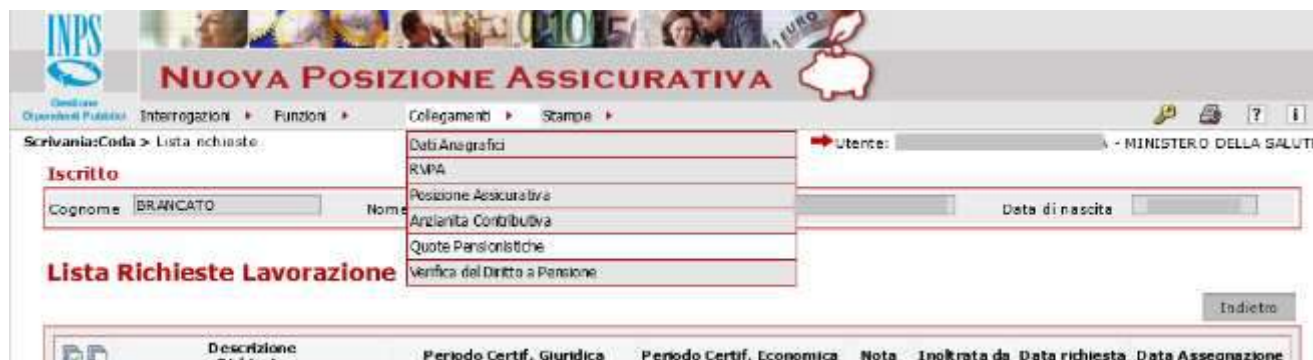 INPS
NUOVA POSIZIONE ASSICURATIVA
Gestione
Dipendenti Pubblici
Interrogazioni Funzioni Collegamenti Stampe ? i
Scrivania:Coda > Lista richieste
Utente: - MINISTERO DELLA SALUTE
Dati Anagrafici
RVPA
Posizione Assicurativa
Anzianita Contributiva
Quote Pensionistiche
Verifica del Diritto a Pensione
Iscritto
Cognome BRANCATO Nome Data di nascita
Lista Richieste Lavorazione
Indietro
Descrizione
Periodo Certif. Giuridica Periodo Certif. Economica Nota Inoltrata da Data richiesta Data Assegnazione